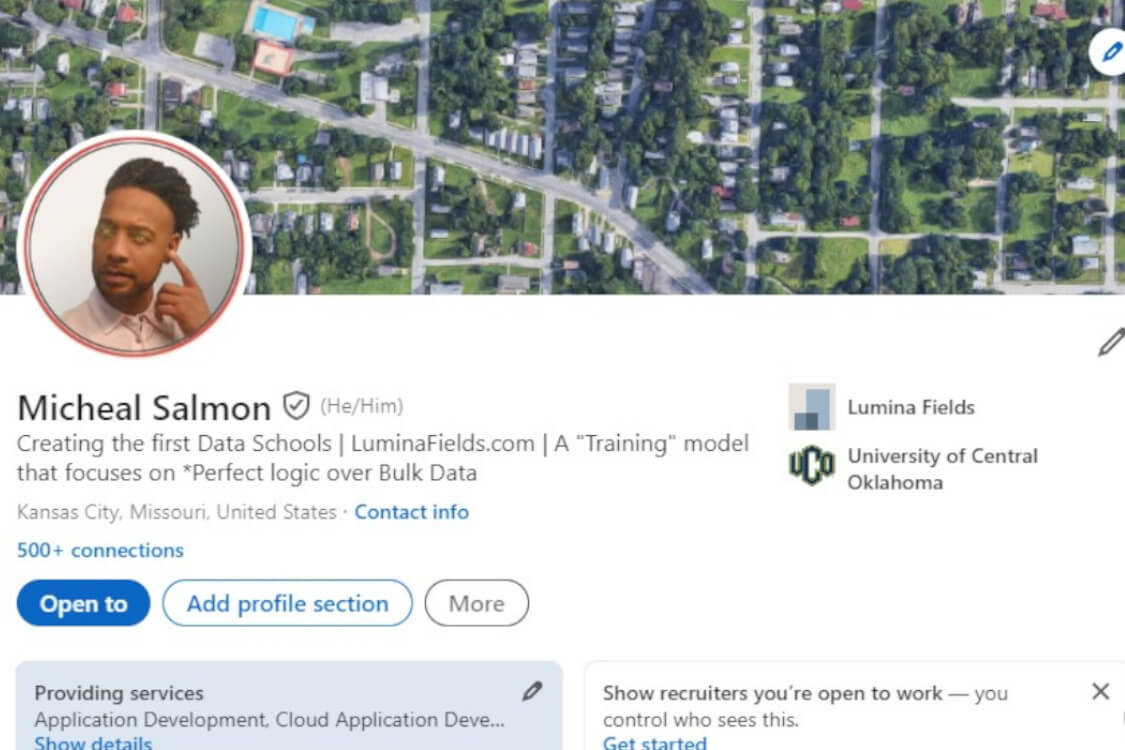 Micheal Salmon (He/Him)
Creating the first Data Schools | LuminaFields.com | A "Training" model
that focuses on *Perfect logic over Bulk Data
Kansas City, Missouri, United States · Contact info
500+ connections
Open to
Add profile section
More
Lumina Fields
UCO
University of Central
Oklahoma
Providing services
Application Development, Cloud Application Deve...
Show details
Show recruiters you're open to work — you
control who sees this.
Get started